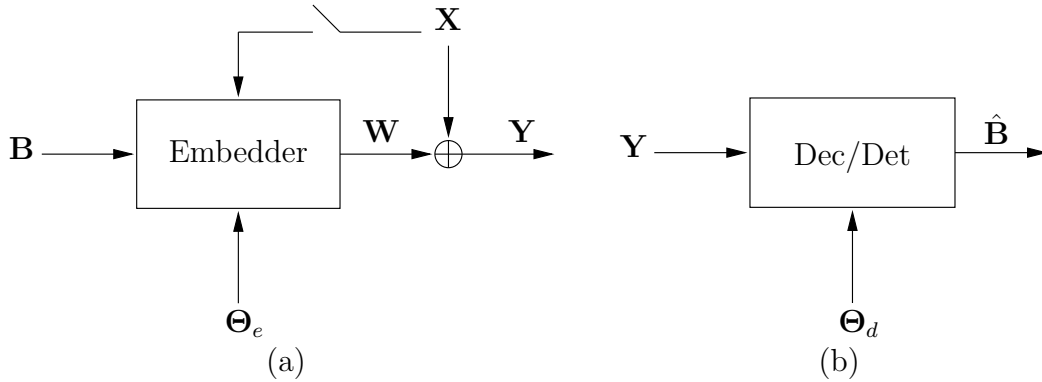 X
B
Embedder
W
Y
Θ_e
(a)
Y
Dec/Det
B̂
Θ_d
(b)